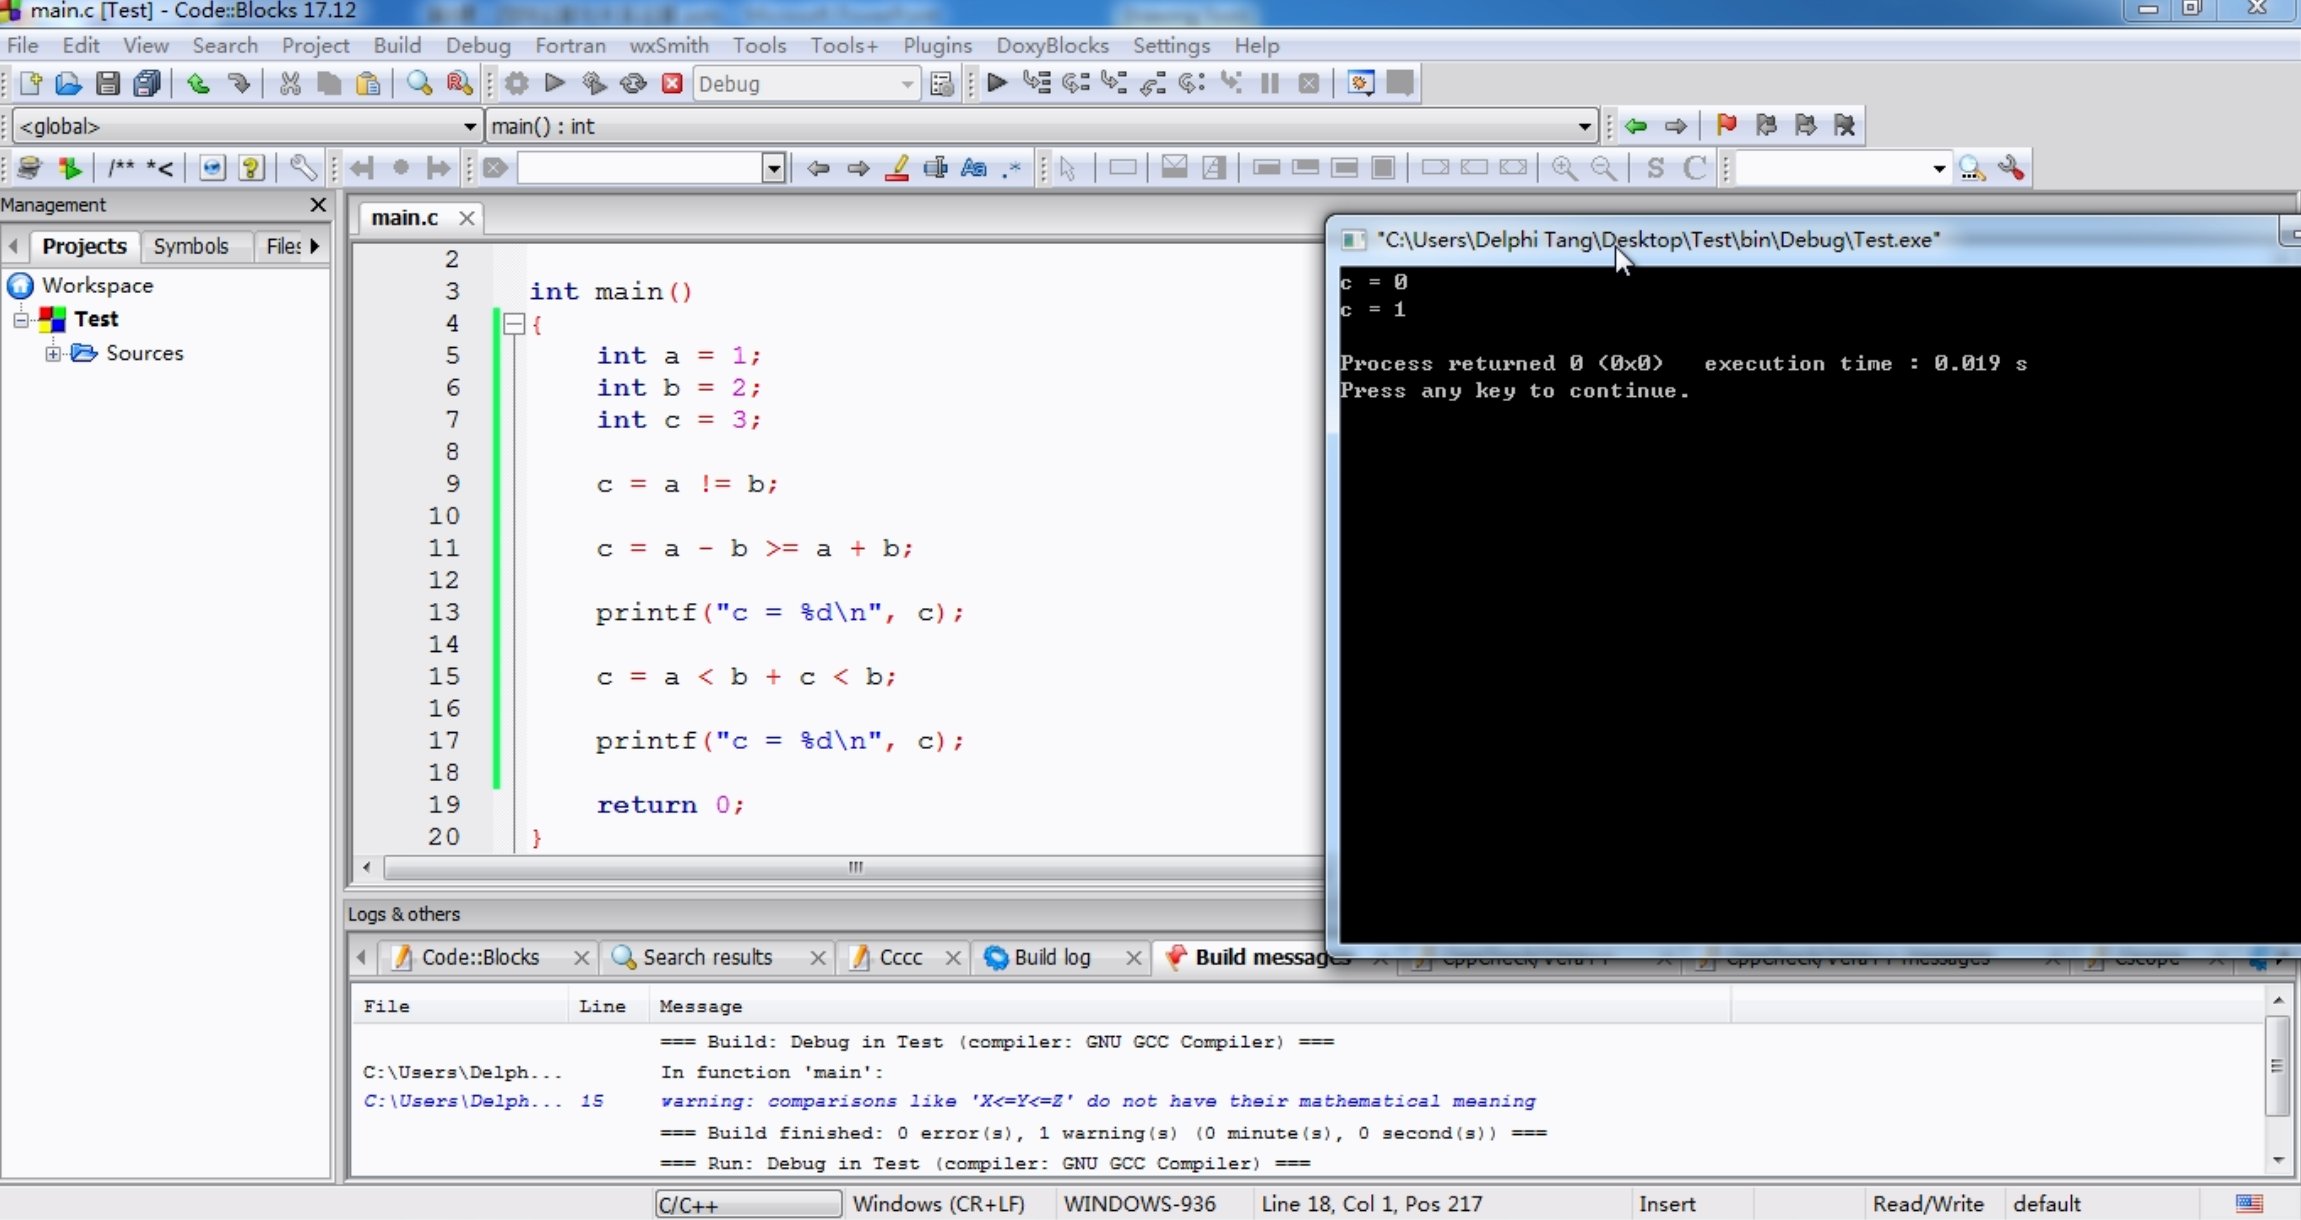 main.c [Test] - Code::Blocks 17.12
File Edit View Search Project Build Debug Fortran wxSmith Tools Tools+ Plugins DoxyBlocks Settings Help
Debug
<global> main() : int
/** *<
Aa .* S C
Management
Projects Symbols Files
main.c
Workspace
Test
Sources
2
3 int main()
4 {
5 int a = 1;
6 int b = 2;
7 int c = 3;
8
9 c = a != b;
10
11 c = a - b >= a + b;
12
13 printf("c = %d\n", c);
14
15 c = a < b + c < b;
16
17 printf("c = %d\n", c);
18
19 return 0;
20 }
"C:\Users\Delphi Tang\Desktop\Test\bin\Debug\Test.exe"
c = 0
c = 1
Process returned 0 (0x0) execution time : 0.019 s
Press any key to continue.
Logs & others
Code::Blocks Search results Cccc Build log Build messages
File Line Message
=== Build: Debug in Test (compiler: GNU GCC Compiler) ===
C:\Users\Delph... In function 'main':
C:\Users\Delph... 15 warning: comparisons like 'X<=Y<=Z' do not have their mathematical meaning
=== Build finished: 0 error(s), 1 warning(s) (0 minute(s), 0 second(s)) ===
=== Run: Debug in Test (compiler: GNU GCC Compiler) ===
C/C++ Windows (CR+LF) WINDOWS-936 Line 18, Col 1, Pos 217 Insert Read/Write default